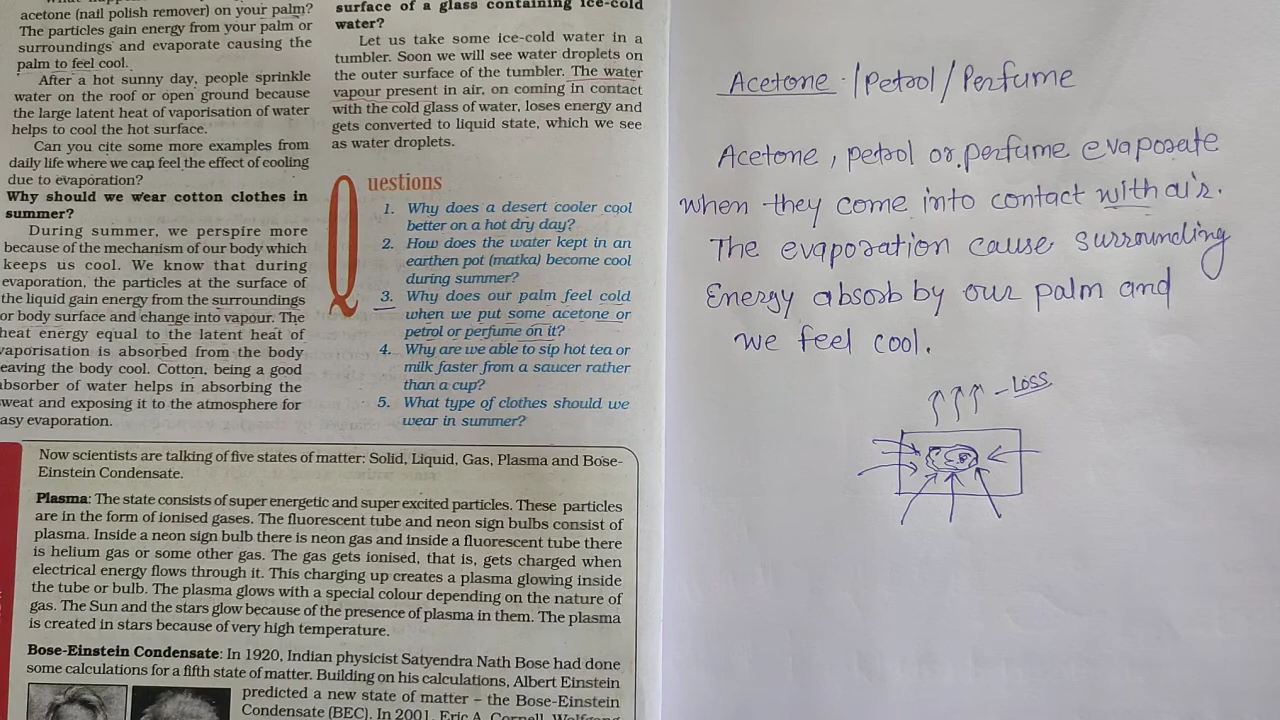 acetone (nail polish remover) on your palm?
The particles gain energy from your palm or
surroundings and evaporate causing the
palm to feel cool.
After a hot sunny day, people sprinkle
water on the roof or open ground because
the large latent heat of vaporisation of water
helps to cool the hot surface.
Can you cite some more examples from
daily life where we can feel the effect of cooling
due to evaporation?
Why should we wear cotton clothes in
summer?
During summer, we perspire more
because of the mechanism of our body which
keeps us cool. We know that during
evaporation, the particles at the surface of
the liquid gain energy from the surroundings
or body surface and change into vapour. The
heat energy equal to the latent heat of
vaporisation is absorbed from the body
leaving the body cool. Cotton, being a good
absorber of water helps in absorbing the
sweat and exposing it to the atmosphere for
easy evaporation.
surface of a glass containing ice-cold
water?
Let us take some ice-cold water in a
tumbler. Soon we will see water droplets on
the outer surface of the tumbler. The water
vapour present in air, on coming in contact
with the cold glass of water, loses energy and
gets converted to liquid state, which we see
as water droplets.
Questions
1. Why does a desert cooler cool
better on a hot dry day?
2. How does the water kept in an
earthen pot (matka) become cool
during summer?
3. Why does our palm feel cold
when we put some acetone or
petrol or perfume on it?
4. Why are we able to sip hot tea or
milk faster from a saucer rather
than a cup?
5. What type of clothes should we
wear in summer?
Now scientists are talking of five states of matter: Solid, Liquid, Gas, Plasma and Bose-
Einstein Condensate.
Plasma: The state consists of super energetic and super excited particles. These particles
are in the form of ionised gases. The fluorescent tube and neon sign bulbs consist of
plasma. Inside a neon sign bulb there is neon gas and inside a fluorescent tube there
is helium gas or some other gas. The gas gets ionised, that is, gets charged when
electrical energy flows through it. This charging up creates a plasma glowing inside
the tube or bulb. The plasma glows with a special colour depending on the nature of
gas. The Sun and the stars glow because of the presence of plasma in them. The plasma
is created in stars because of very high temperature.
Bose-Einstein Condensate: In 1920, Indian physicist Satyendra Nath Bose had done
some calculations for a fifth state of matter. Building on his calculations, Albert Einstein
predicted a new state of matter – the Bose-Einstein
Condensate (BEC). In 2001, Eric A. Cornell, Wolfgang
Acetone / Petrol / Perfume
Acetone, petrol or perfume evaporate
when they come into contact with air.
The evaporation cause surrounding
Energy absorb by our palm and
we feel cool.
- Loss